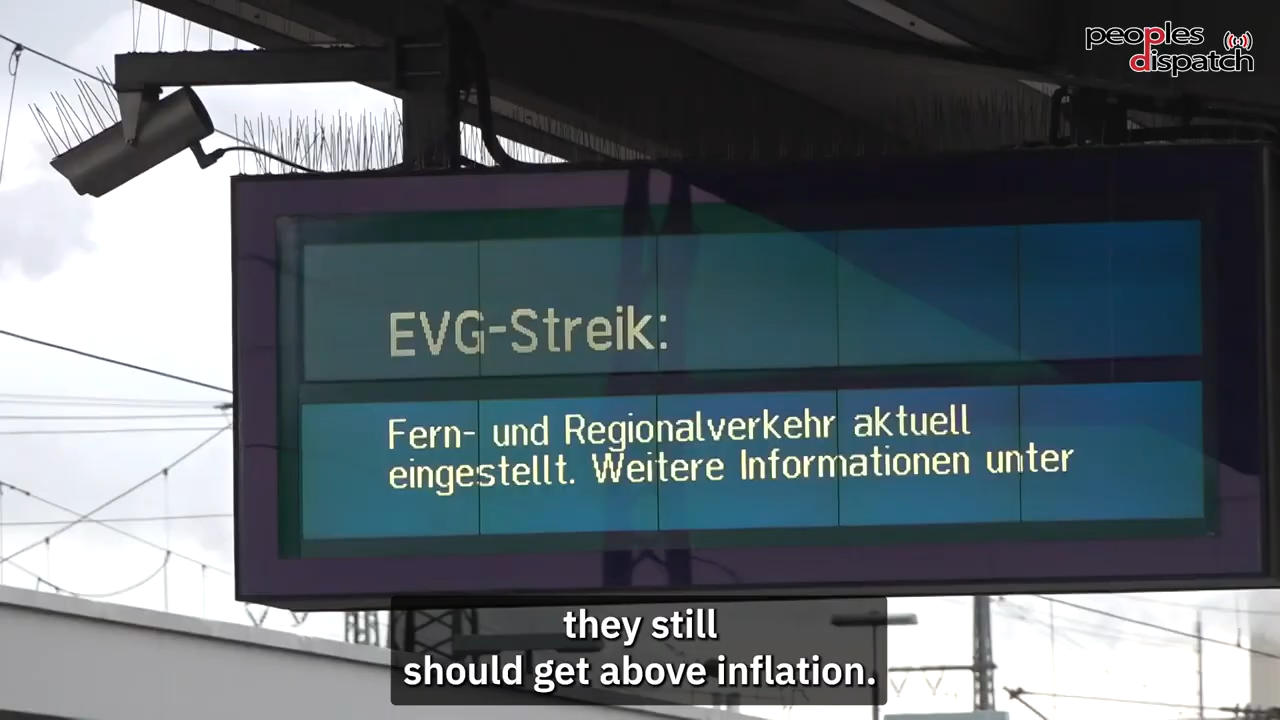 peoples
dispatch
EVG-Streik:
Fern- und Regionalverkehr aktuell
eingestellt. Weitere Informationen unter
they still
should get above inflation.